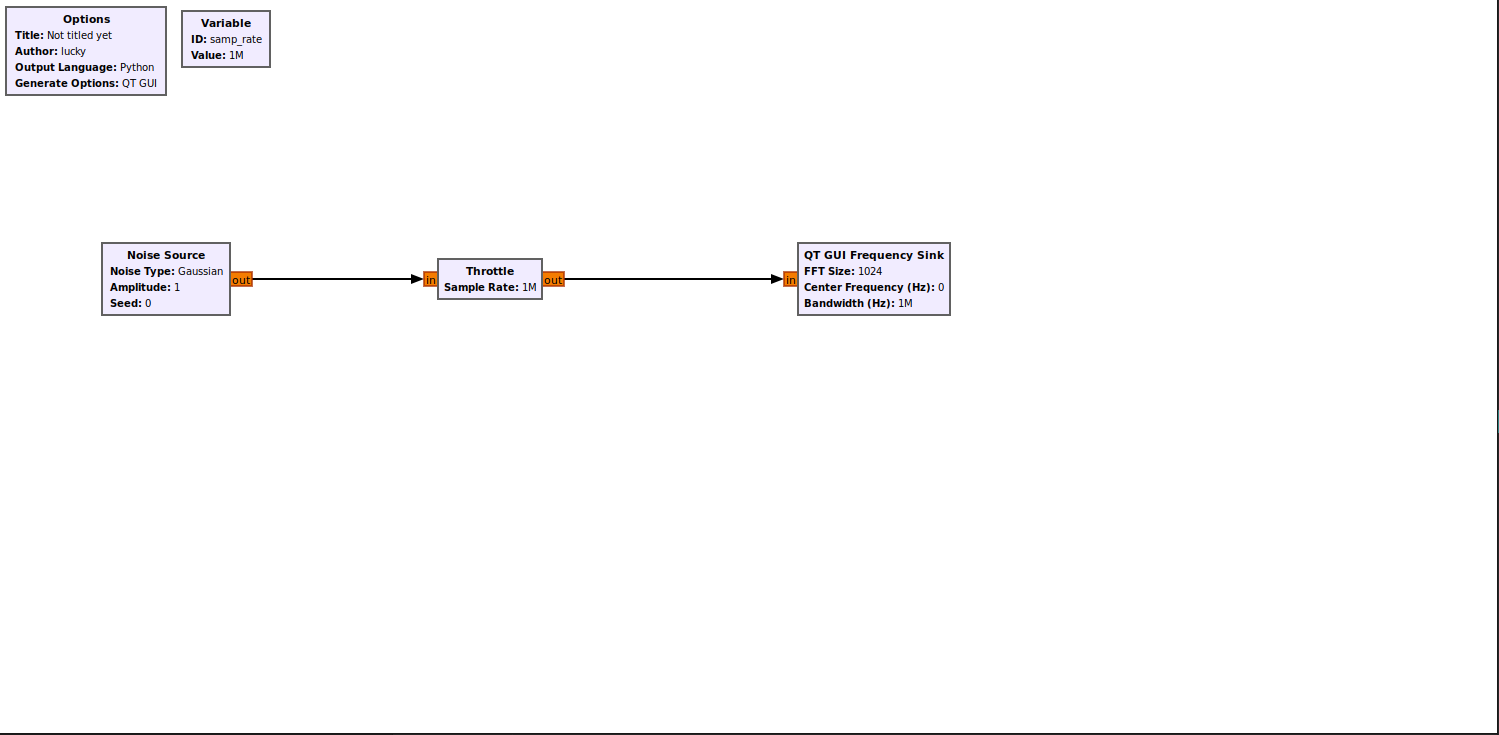 Options
Title: Not titled yet
Author: lucky
Output Language: Python
Generate Options: QT GUI
Variable
ID: samp_rate
Value: 1M
Noise Source
Noise Type: Gaussian
Amplitude: 1
Seed: 0
out
in
Throttle
Sample Rate: 1M
out
in
QT GUI Frequency Sink
FFT Size: 1024
Center Frequency (Hz): 0
Bandwidth (Hz): 1M